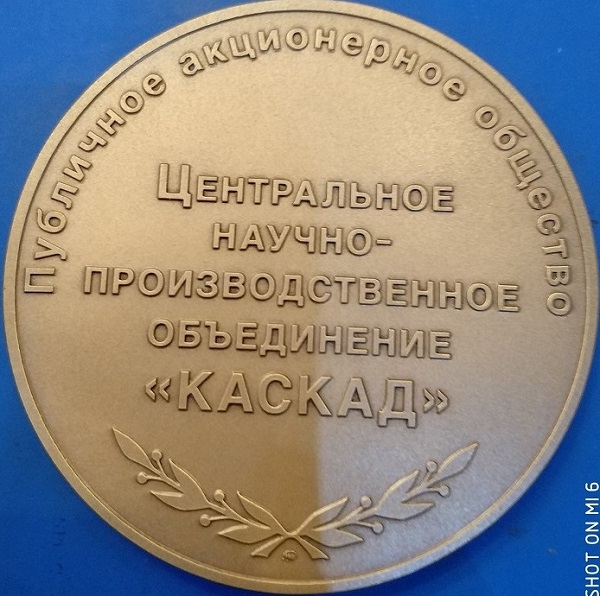 Публичное акционерное общество
ЦЕНТРАЛЬНОЕ
НАУЧНО-
ПРОИЗВОДСТВЕННОЕ
ОБЪЕДИНЕНИЕ
«КАСКАД»
SHOT ON MI 6